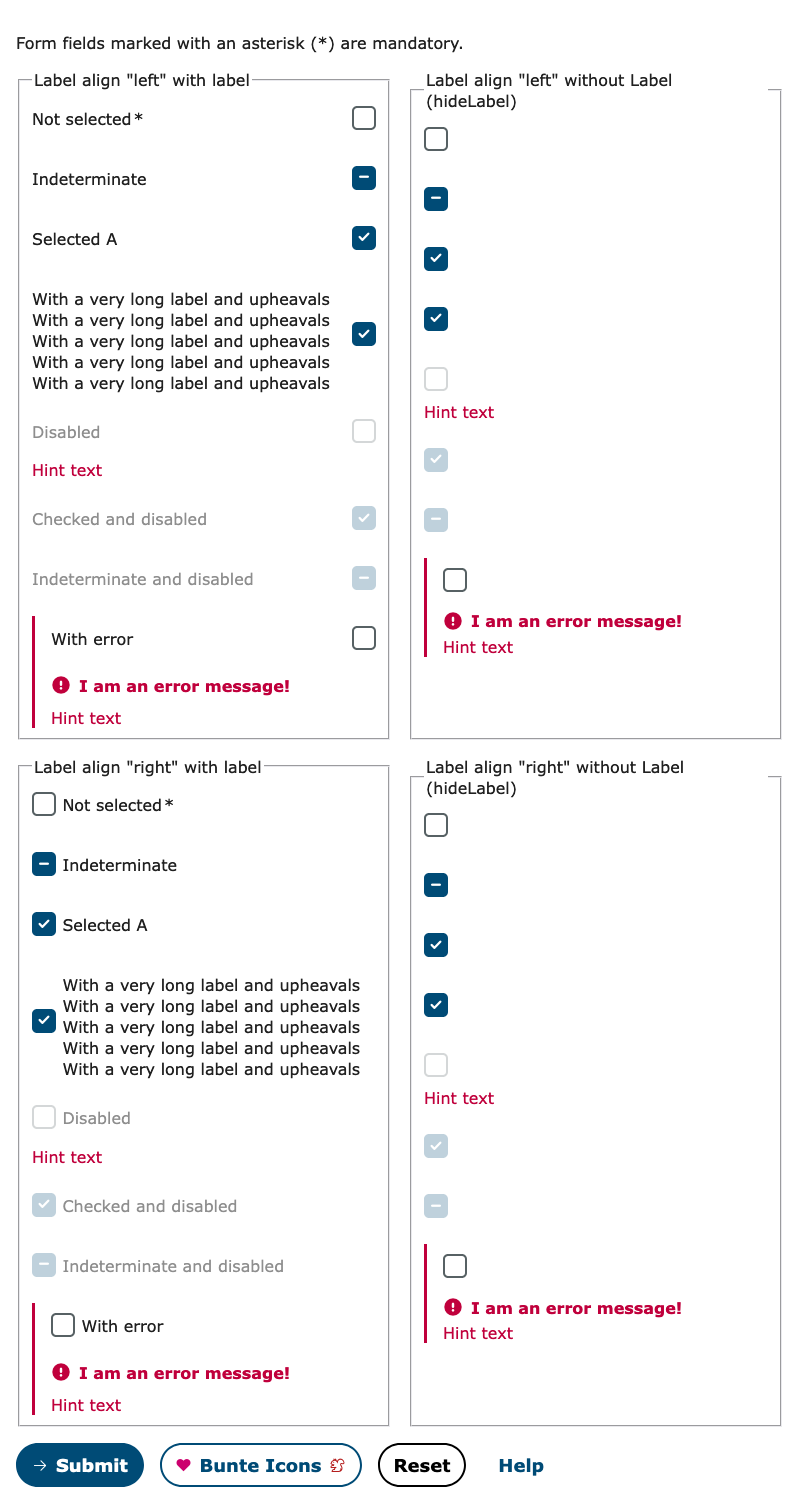 Form fields marked with an asterisk (*) are mandatory.
Label align "left" with label
Not selected*
Indeterminate
Selected A
With a very long label and upheavals
With a very long label and upheavals
With a very long label and upheavals
With a very long label and upheavals
With a very long label and upheavals
Disabled
Hint text
Checked and disabled
Indeterminate and disabled
With error
I am an error message!
Hint text
Label align "left" without Label
(hideLabel)
Hint text
I am an error message!
Hint text
Label align "right" with label
Not selected*
Indeterminate
Selected A
With a very long label and upheavals
With a very long label and upheavals
With a very long label and upheavals
With a very long label and upheavals
With a very long label and upheavals
Disabled
Hint text
Checked and disabled
Indeterminate and disabled
With error
I am an error message!
Hint text
Label align "right" without Label
(hideLabel)
Hint text
I am an error message!
Hint text
Submit
Bunte Icons
Reset
Help